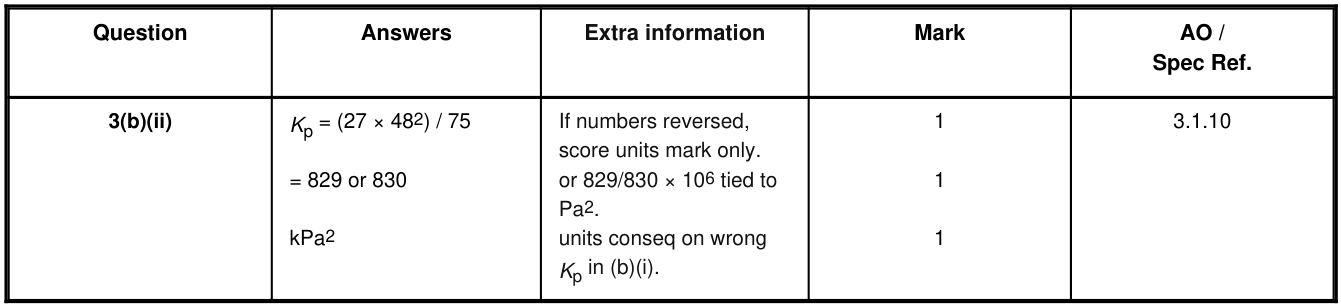 Question Answers Extra information Mark AO /
Spec Ref.
3(b)(ii) Kp = (27 × 48²) / 75 If numbers reversed, 1 3.1.10
score units mark only.
= 829 or 830 or 829/830 × 10⁶ tied to 1
Pa².
kPa² units conseq on wrong 1
Kp in (b)(i).